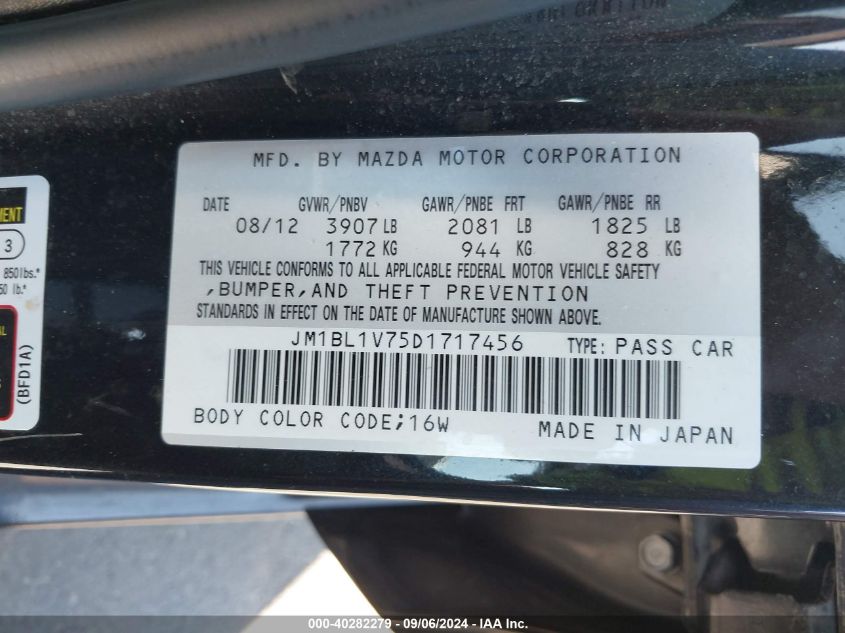 MFD. BY MAZDA MOTOR CORPORATION
DATE GVWR/PNBV GAWR/PNBE FRT GAWR/PNBE RR
08/12 3907 LB 2081 LB 1825 LB
1772 KG 944 KG 828 KG
THIS VEHICLE CONFORMS TO ALL APPLICABLE FEDERAL MOTOR VEHICLE SAFETY
,BUMPER,AND THEFT PREVENTION
STANDARDS IN EFFECT ON THE DATE OF MANUFACTURE SHOWN ABOVE.
JM1BL1V75D1717456 TYPE: PASS CAR
BODY COLOR CODE;16W MADE IN JAPAN
3
850lbs.*
lb.*
(BFD1A)
000-40282279 - 09/06/2024 - IAA Inc.